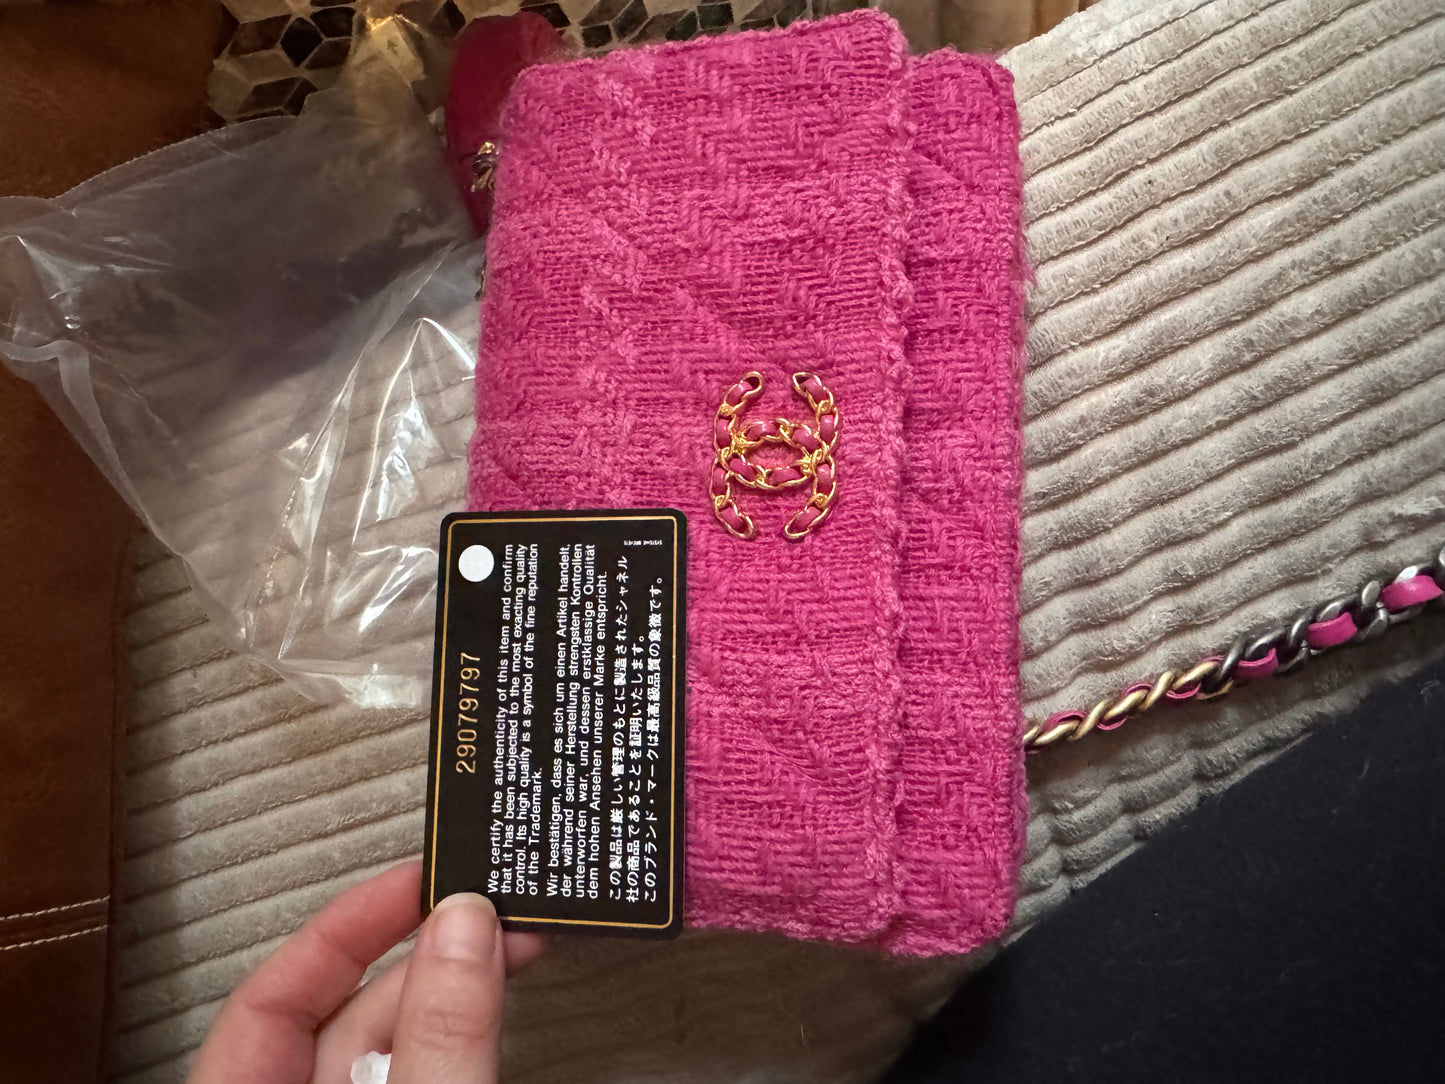 29079797
We certify the authenticity of this item and confirm
that it has been subjected to the most exacting quality
control. Its high quality is a symbol of the fine reputation
of the Trademark.
Wir bestätigen, dass es sich um einen Artikel handelt,
der während seiner Herstellung strengsten Kontrollen
unterworfen war, und dessen erstklassige Qualität
dem hohen Ansehen unserer Marke entspricht.
この製品は厳しい管理のもとに製造されたシャネル
社の商品であることを証明いたします。
このブランド・マークは最高級品質の象徴です。